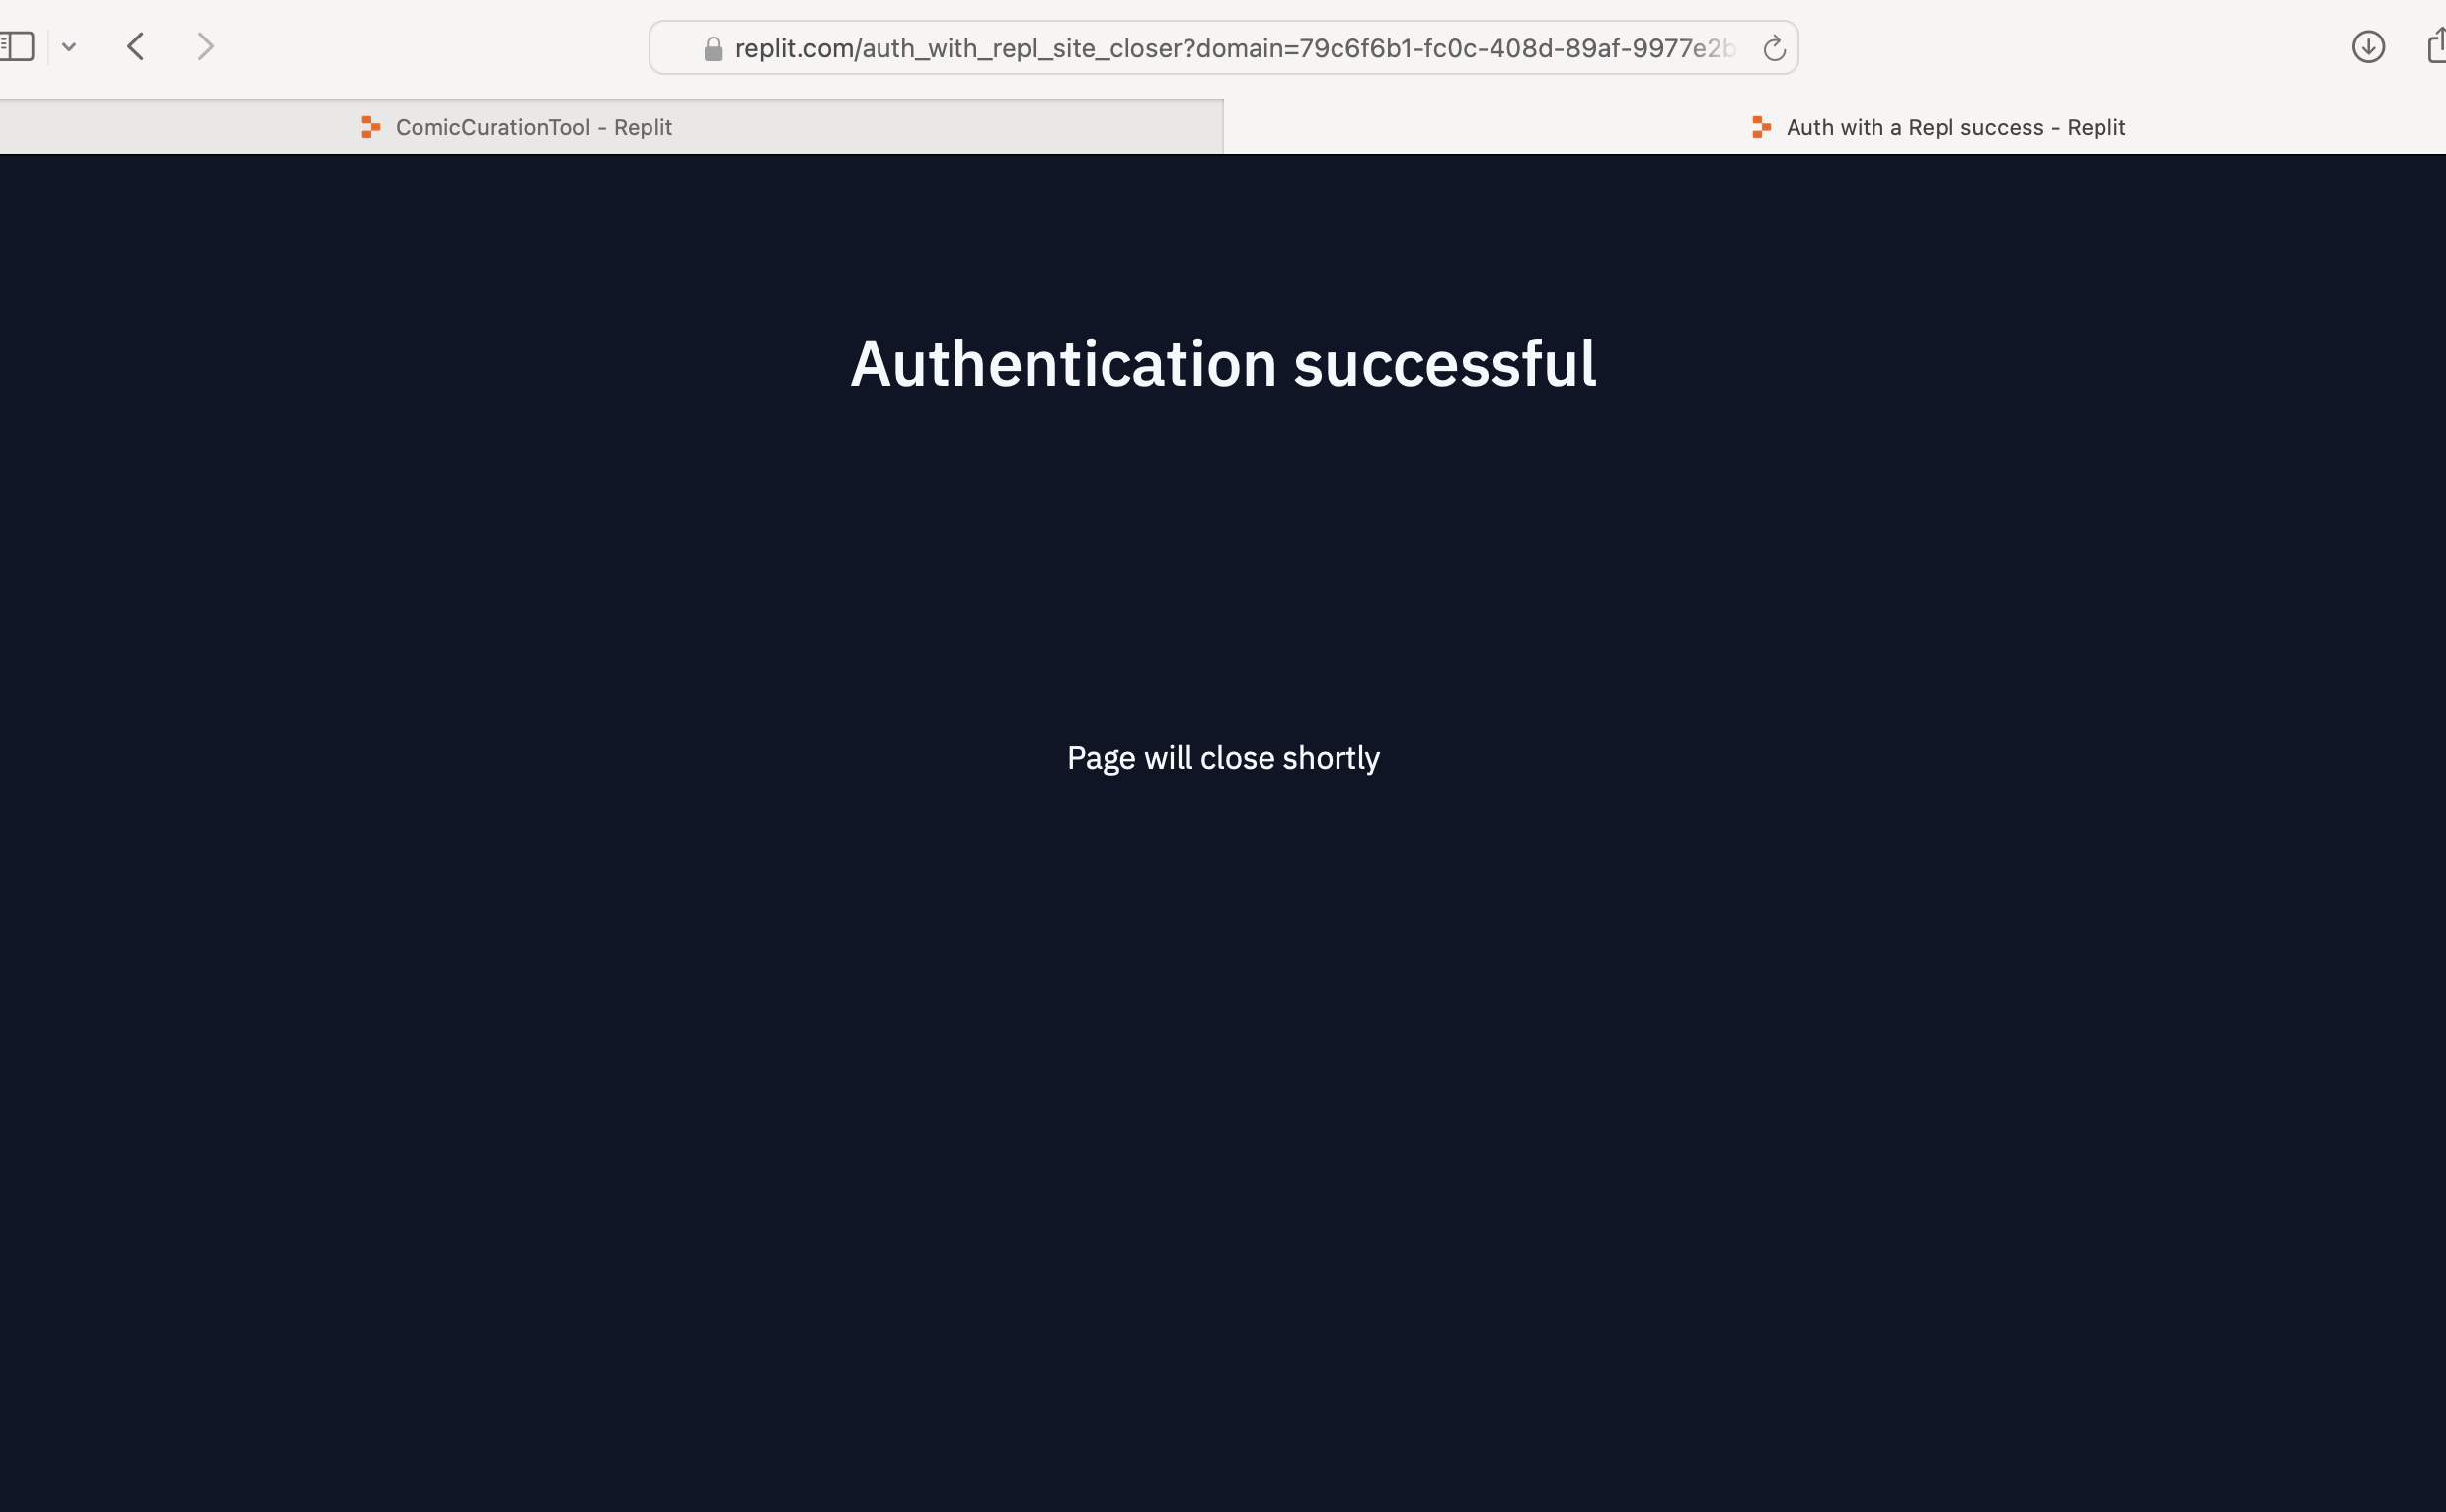 replit.com/auth_with_repl_site_closer?domain=79c6f6b1-fc0c-408d-89af-9977e2b
ComicCurationTool - Replit
Auth with a Repl success - Replit
Authentication successful
Page will close shortly